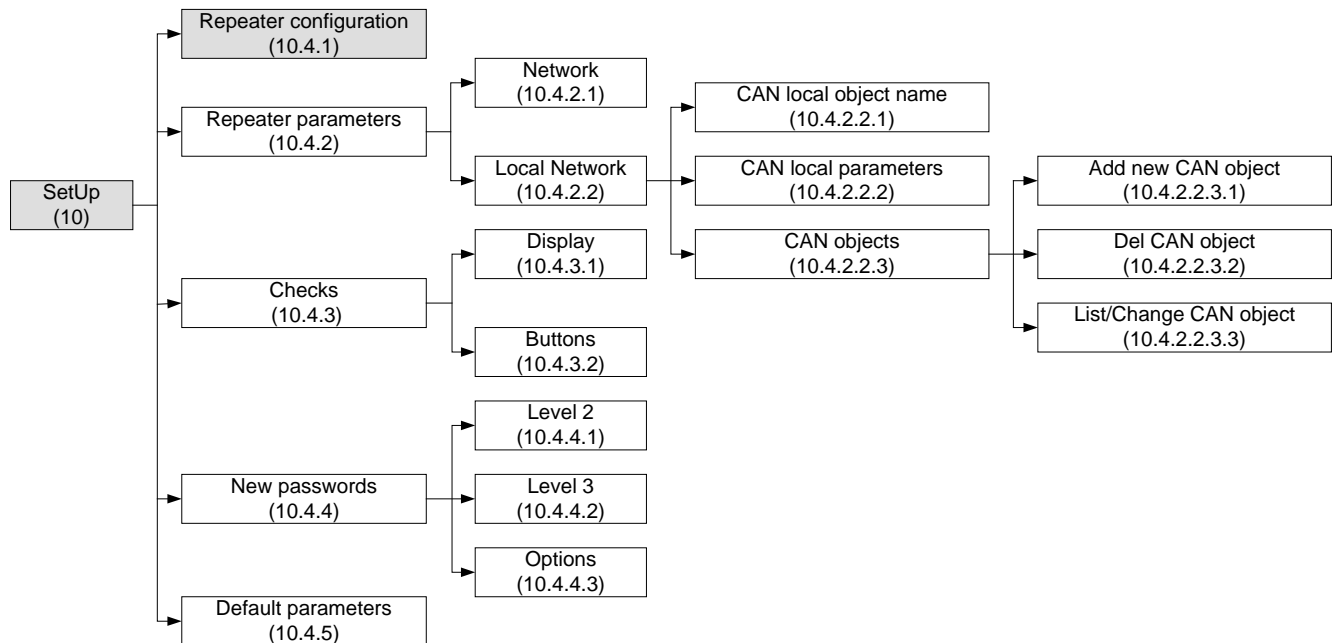 Repeater configuration
(10.4.1)
Network
(10.4.2.1)
CAN local object name
(10.4.2.2.1)
Repeater parameters
(10.4.2)
Local Network
(10.4.2.2)
CAN local parameters
(10.4.2.2.2)
Add new CAN object
(10.4.2.2.3.1)
SetUp
(10)
Display
(10.4.3.1)
CAN objects
(10.4.2.2.3)
Del CAN object
(10.4.2.2.3.2)
Checks
(10.4.3)
List/Change CAN object
(10.4.2.2.3.3)
Buttons
(10.4.3.2)
Level 2
(10.4.4.1)
New passwords
(10.4.4)
Level 3
(10.4.4.2)
Options
(10.4.4.3)
Default parameters
(10.4.5)